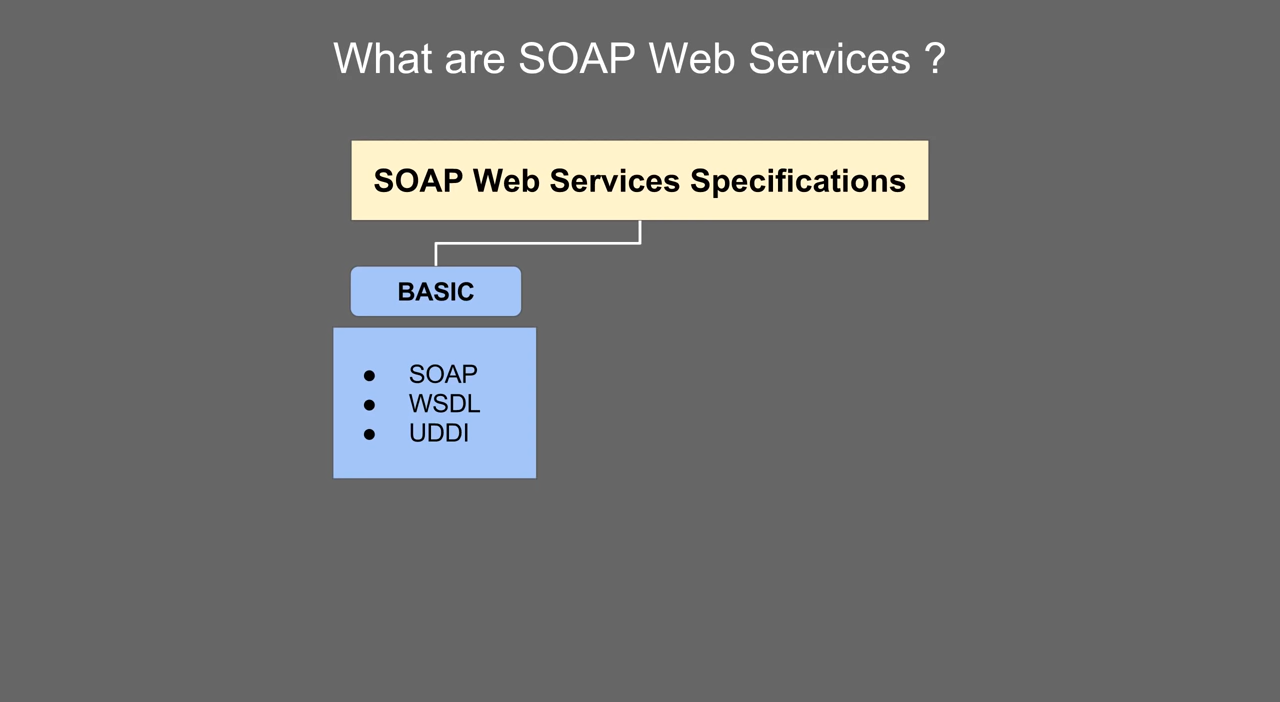 What are SOAP Web Services ?
SOAP Web Services Specifications
BASIC
● SOAP
● WSDL
● UDDI